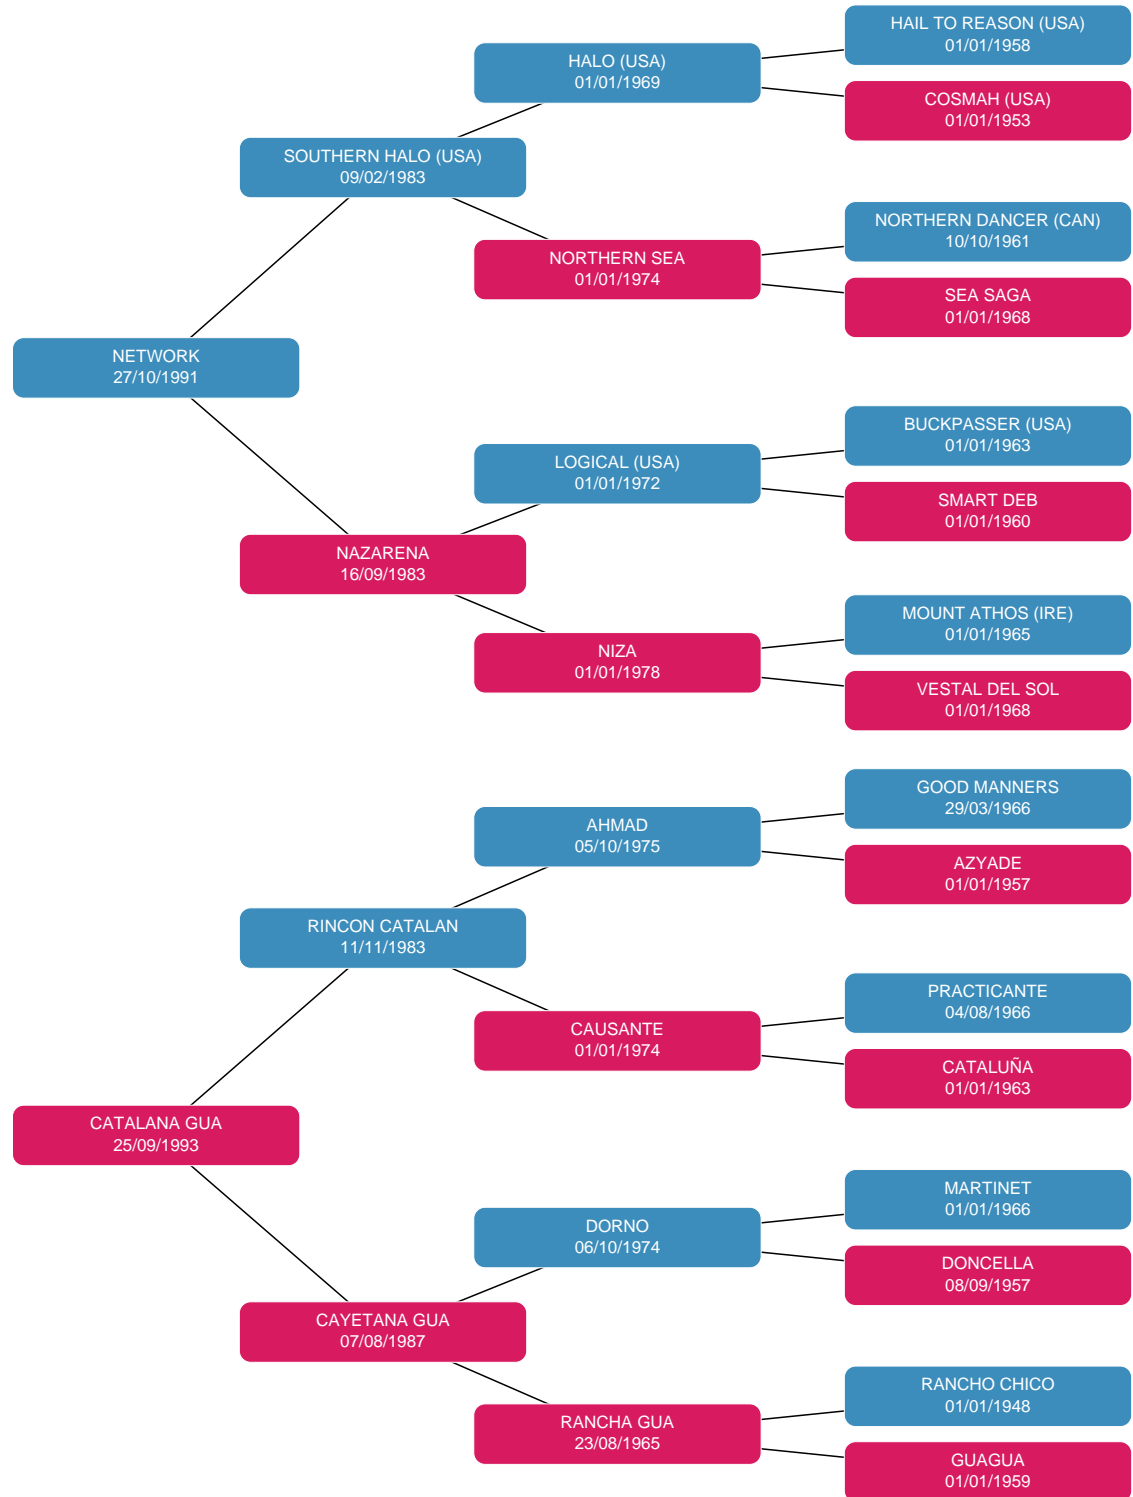 HAIL TO REASON (USA)
01/01/1958
HALO (USA)
01/01/1969
COSMAH (USA)
01/01/1953
SOUTHERN HALO (USA)
09/02/1983
NORTHERN DANCER (CAN)
10/10/1961
NORTHERN SEA
01/01/1974
SEA SAGA
01/01/1968
NETWORK
27/10/1991
BUCKPASSER (USA)
01/01/1963
LOGICAL (USA)
01/01/1972
SMART DEB
01/01/1960
NAZARENA
16/09/1983
MOUNT ATHOS (IRE)
01/01/1965
NIZA
01/01/1978
VESTAL DEL SOL
01/01/1968
GOOD MANNERS
29/03/1966
AHMAD
05/10/1975
AZYADE
01/01/1957
RINCON CATALAN
11/11/1983
PRACTICANTE
04/08/1966
CAUSANTE
01/01/1974
CATALUÑA
01/01/1963
CATALANA GUA
25/09/1993
MARTINET
01/01/1966
DORNO
06/10/1974
DONCELLA
08/09/1957
CAYETANA GUA
07/08/1987
RANCHO CHICO
01/01/1948
RANCHA GUA
23/08/1965
GUAGUA
01/01/1959